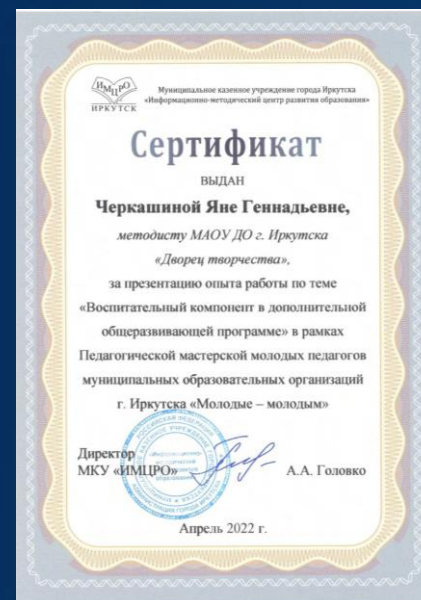 ИМЦРО
ИРКУТСК
Муниципальное казенное учреждение города Иркутска
«Информационно-методический центр развития образования»
Сертификат
ВЫДАН
Черкашиной Яне Геннадьевне,
методисту МАОУ ДО г. Иркутска
«Дворец творчества»,
за презентацию опыта работы по теме
«Воспитательный компонент в дополнительной
общеразвивающей программе» в рамках
Педагогической мастерской молодых педагогов
муниципальных образовательных организаций
г. Иркутска «Молодые – молодым»
Директор
МКУ «ИМЦРО»
А.А. Головко
Апрель 2022 г.